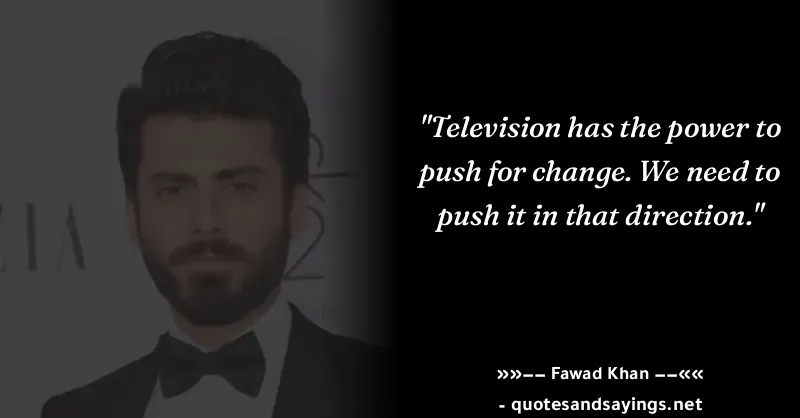 "Television has the power to
push for change. We need to
push it in that direction."
»»–– Fawad Khan ––««
- quotesandsayings.net